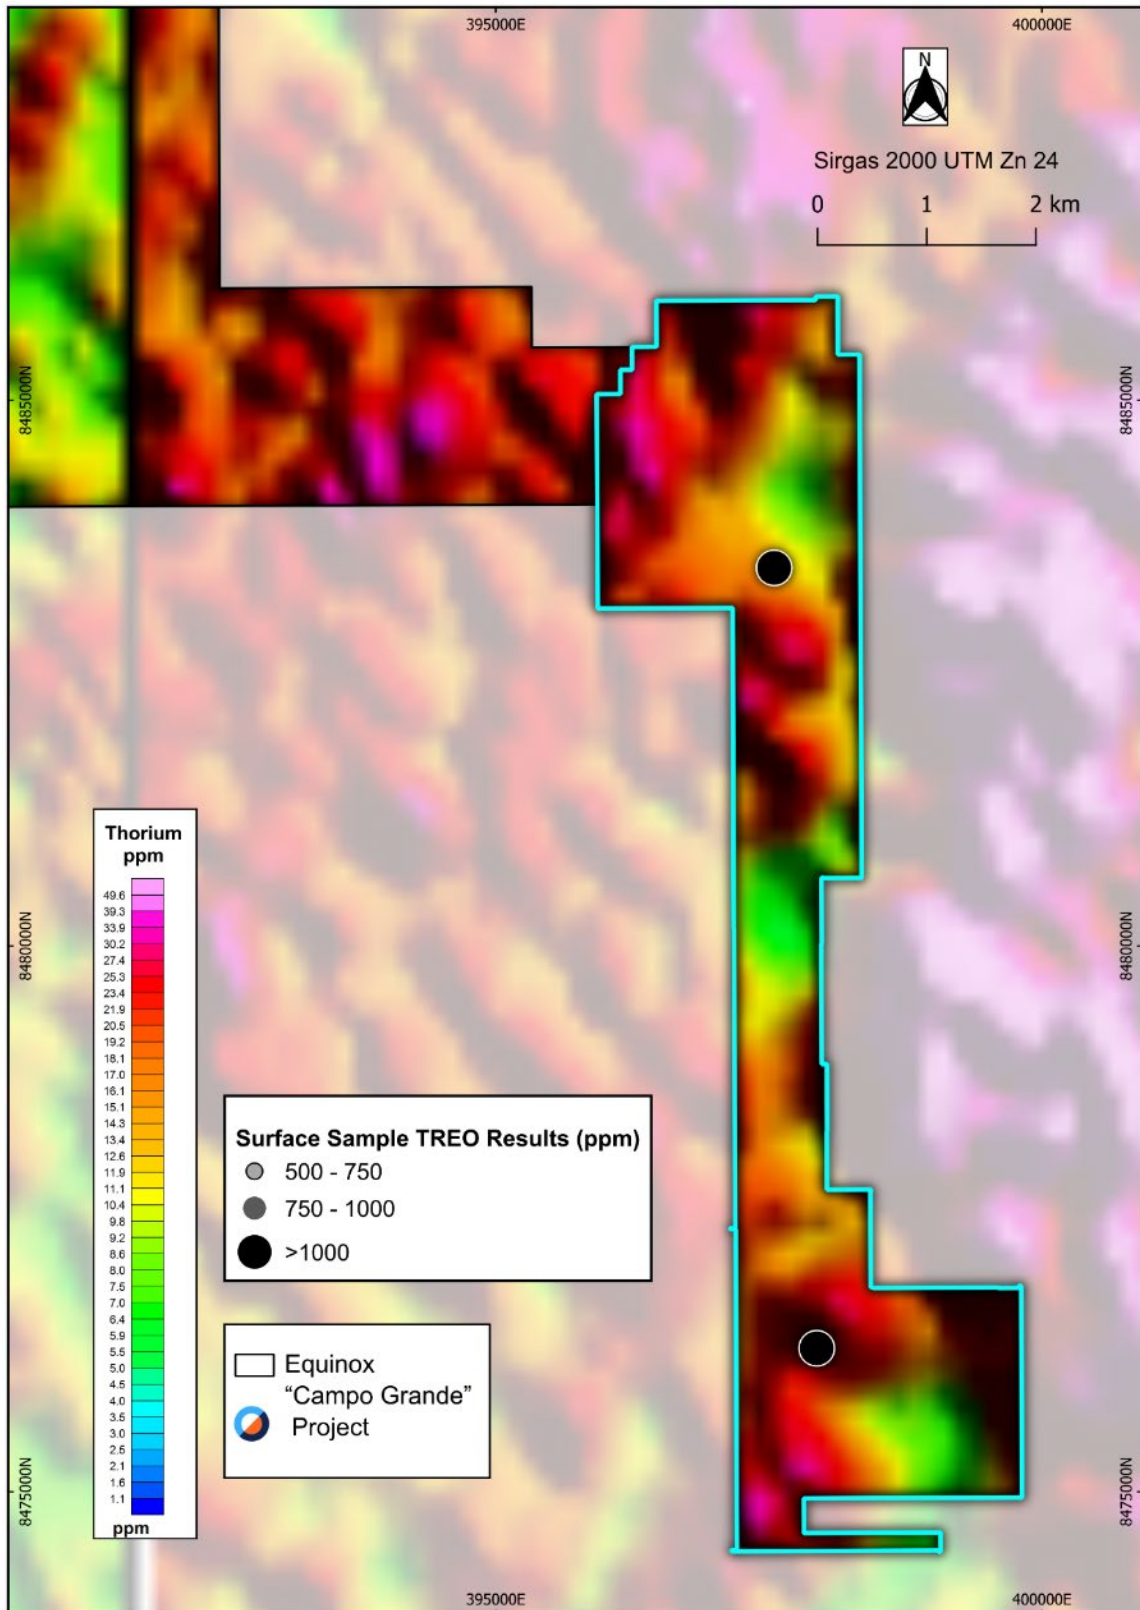 395000E
400000E
N
Sirgas 2000 UTM Zn 24
0 1 2 km
8485000N
8485000N
8480000N
8480000N
8475000N
8475000N
Thorium
ppm
49.6
39.3
33.9
30.2
27.4
25.3
23.4
21.9
20.5
19.2
18.1
17.0
16.1
15.1
14.3
13.4
12.6
11.9
11.1
10.4
9.8
9.2
8.6
8.0
7.5
7.0
6.4
5.9
5.0
4.5
4.0
3.5
3.0
2.5
2.1
1.6
1.1
ppm
Surface Sample TREO Results (ppm)
500 - 750
750 - 1000
>1000
Equinox
“Campo Grande”
Project
395000E
400000E